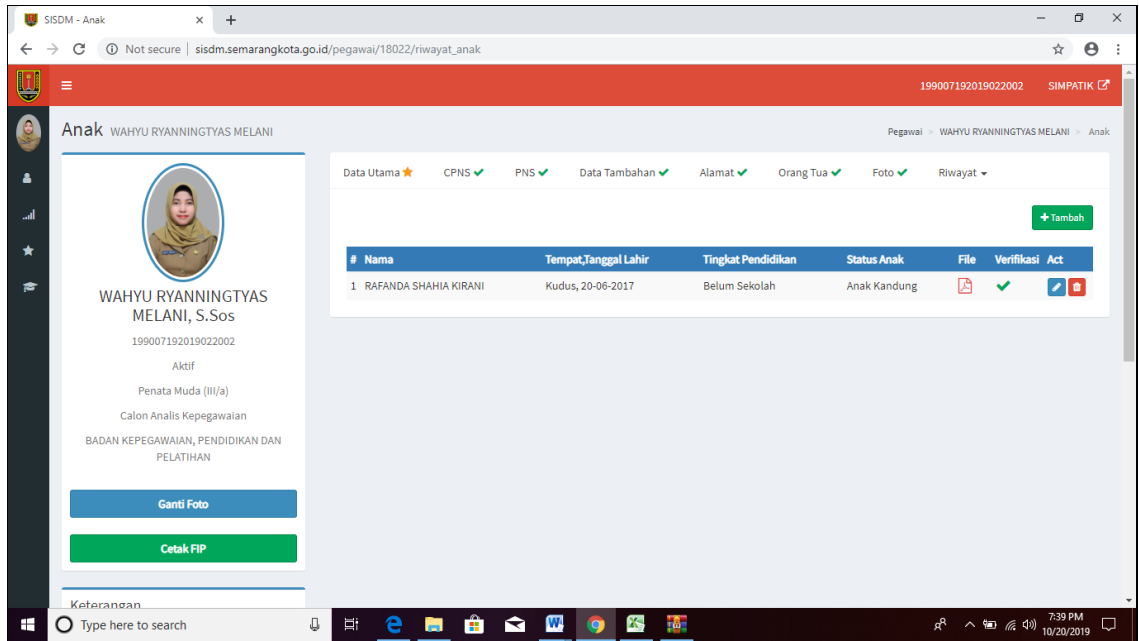 SISDM - Anak
Not secure | sisdm.semarangkota.go.id/pegawai/18022/riwayat_anak
199007192019022002 SIMPATIK
Anak WAHYU RYANNINGTYAS MELANI
Pegawai > WAHYU RYANNINGTYAS MELANI > Anak
Data Utama CPNS PNS Data Tambahan Alamat Orang Tua Foto Riwayat
+ Tambah
# Nama Tempat,Tanggal Lahir Tingkat Pendidikan Status Anak File Verifikasi Act
1 RAFANDA SHAHIA KIRANI Kudus, 20-06-2017 Belum Sekolah Anak Kandung
WAHYU RYANNINGTYAS
MELANI, S.Sos
199007192019022002
Aktif
Penata Muda (III/a)
Calon Analis Kepegawaian
BADAN KEPEGAWAIAN, PENDIDIKAN DAN
PELATIHAN
Ganti Foto
Cetak FIP
Keterangan
Type here to search
7:39 PM
10/20/2019